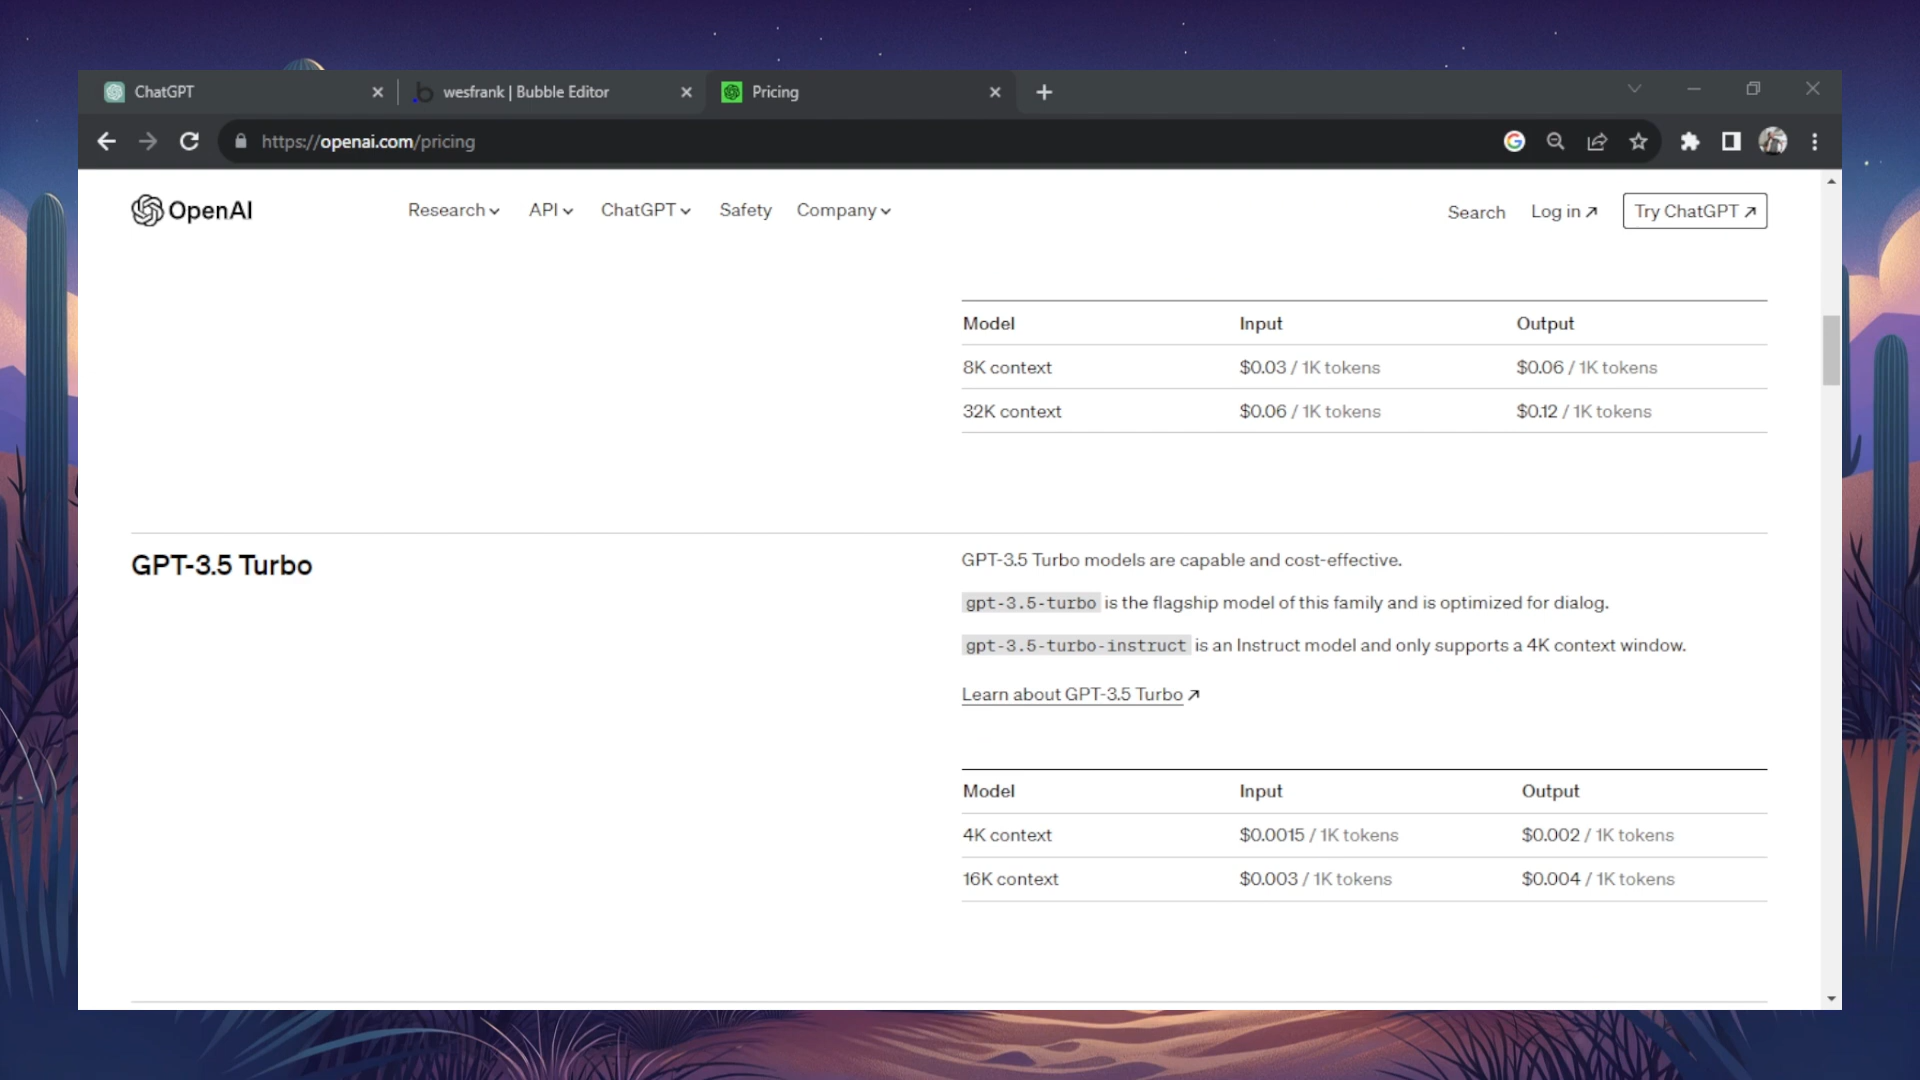 ChatGPT
wesfrank | Bubble Editor
Pricing
https://openai.com/pricing
OpenAI
Research
API
ChatGPT
Safety
Company
Search
Log in ↗
Try ChatGPT ↗
Model Input Output
8K context $0.03 / 1K tokens $0.06 / 1K tokens
32K context $0.06 / 1K tokens $0.12 / 1K tokens
GPT-3.5 Turbo
GPT-3.5 Turbo models are capable and cost-effective.
gpt-3.5-turbo is the flagship model of this family and is optimized for dialog.
gpt-3.5-turbo-instruct is an Instruct model and only supports a 4K context window.
Learn about GPT-3.5 Turbo ↗
Model Input Output
4K context $0.0015 / 1K tokens $0.002 / 1K tokens
16K context $0.003 / 1K tokens $0.004 / 1K tokens